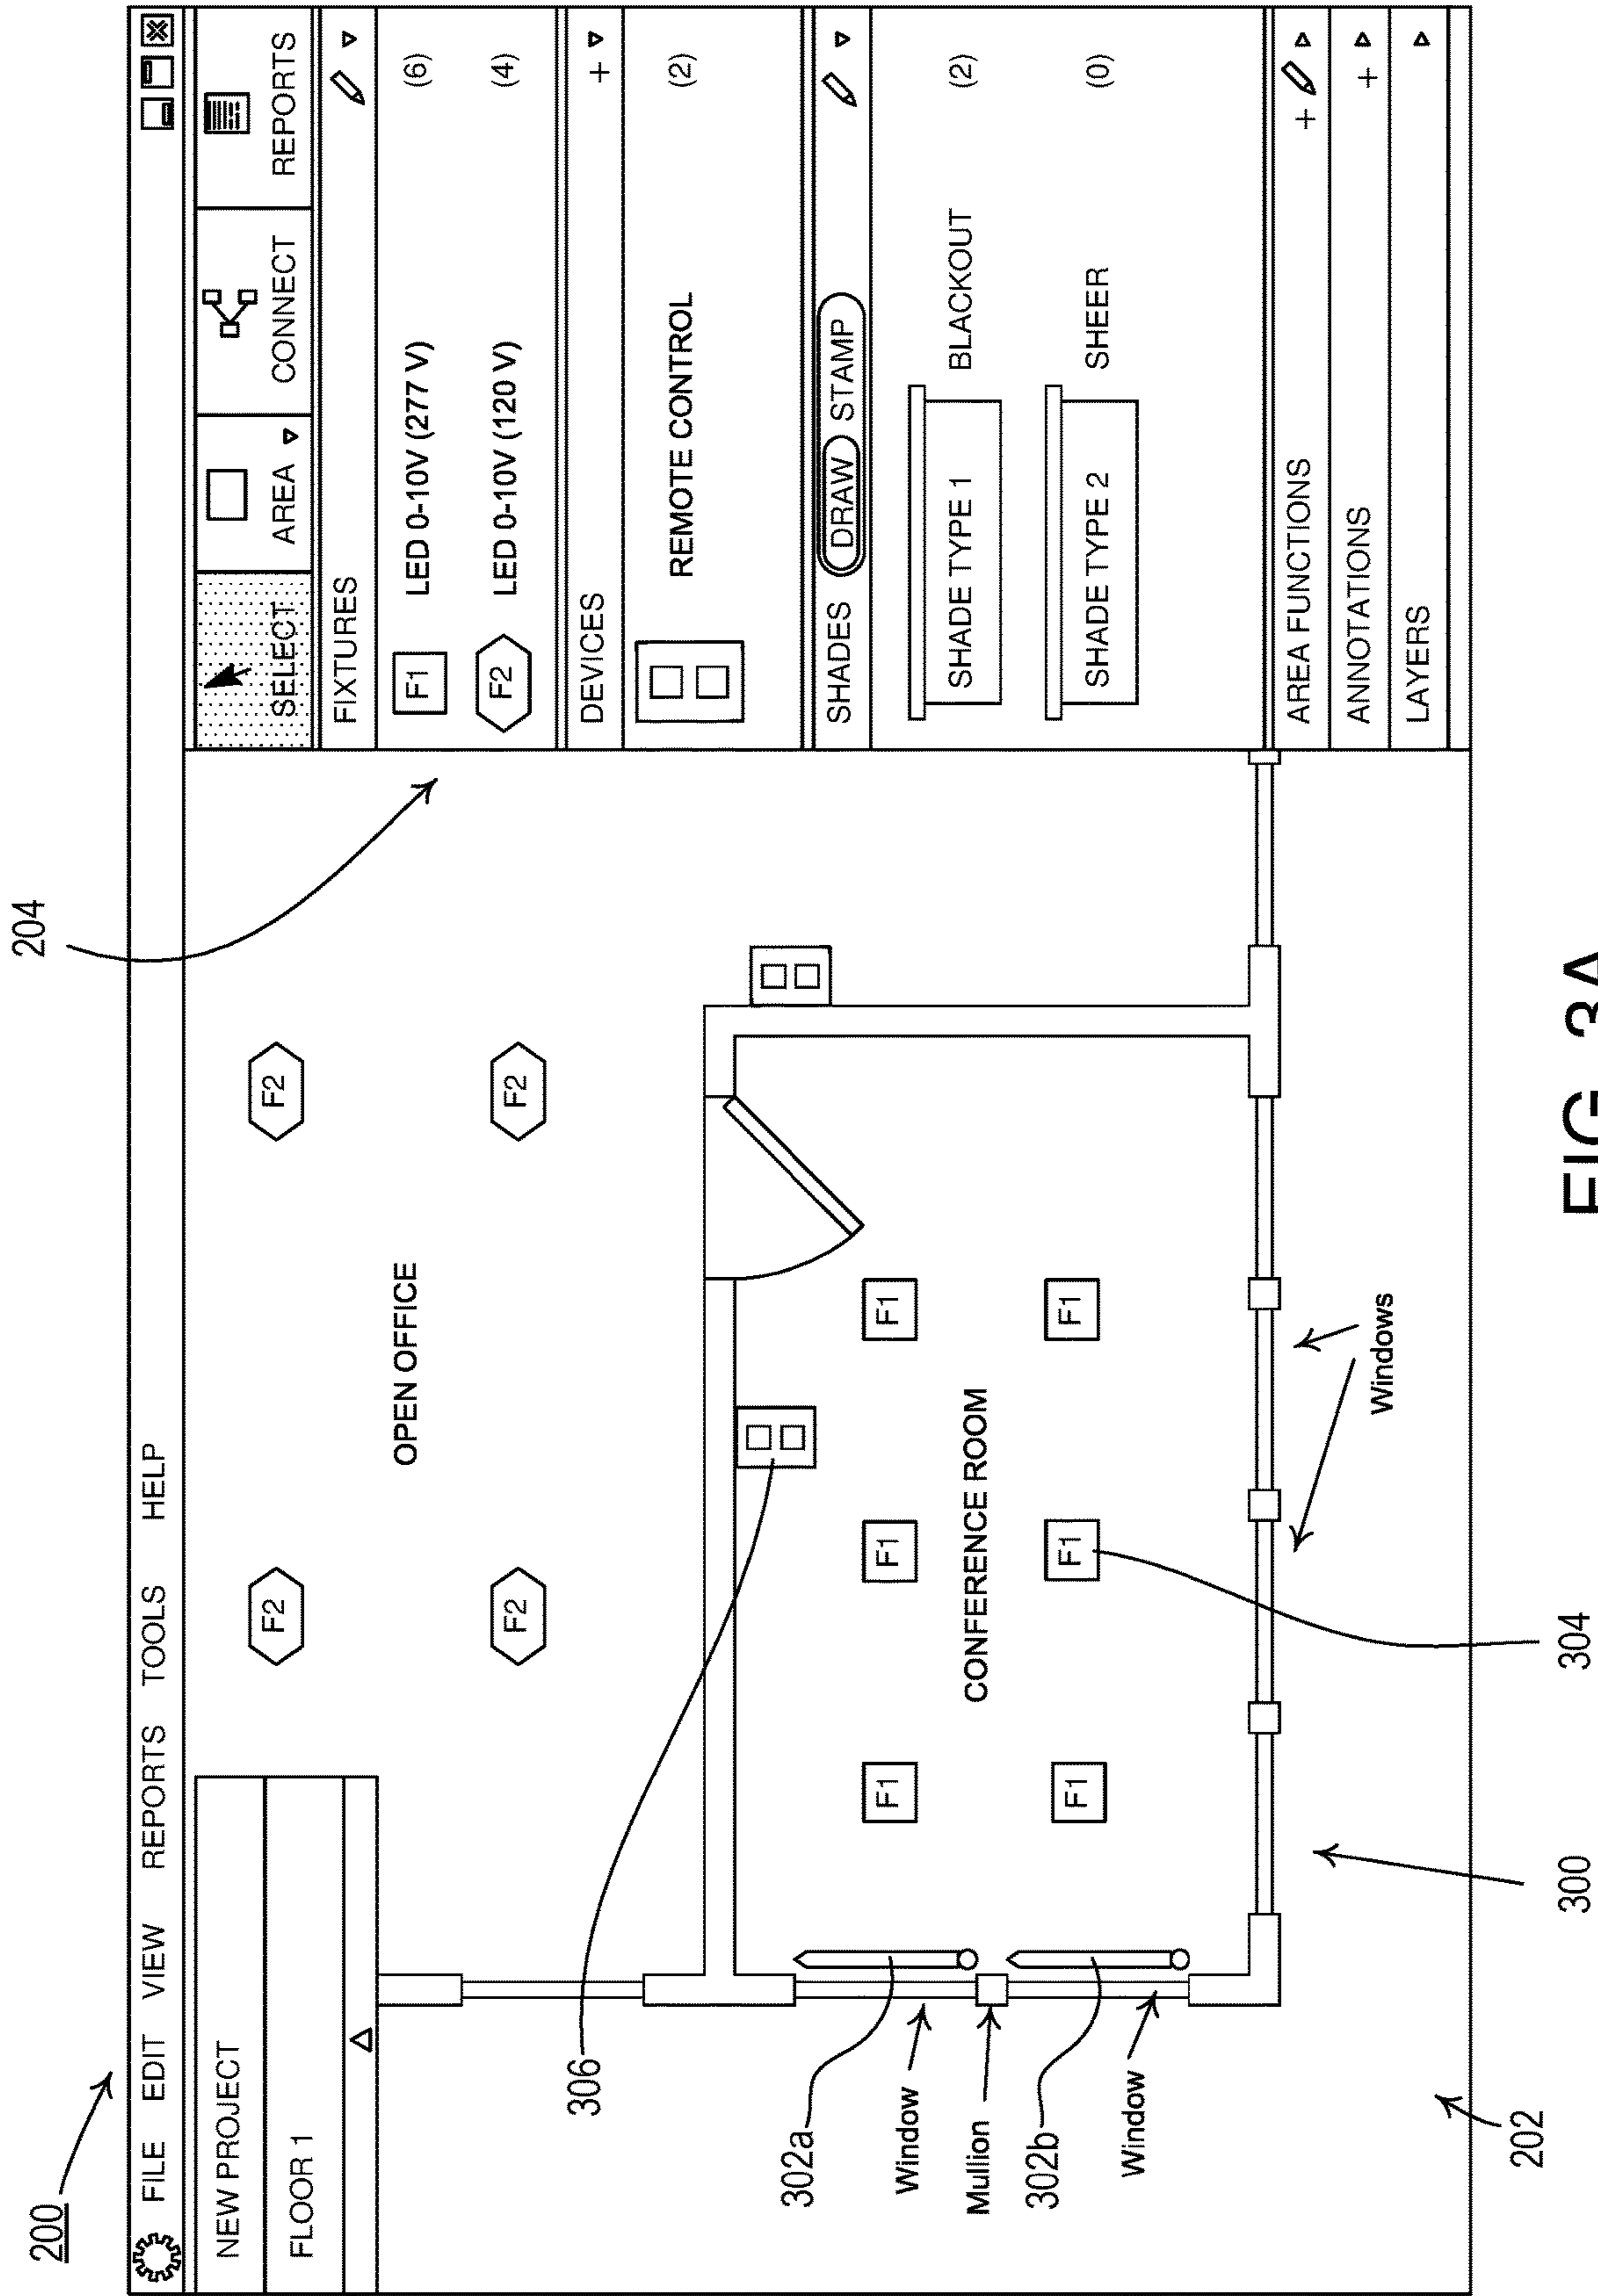 200
204
FILE EDIT VIEW REPORTS TOOLS HELP
NEW PROJECT
FLOOR 1
SELECT
AREA
CONNECT
REPORTS
FIXTURES
F1 LED 0-10V (277 V) (6)
F2 LED 0-10V (120 V) (4)
DEVICES +
REMOTE CONTROL (2)
SHADES DRAW STAMP
SHADE TYPE 1 BLACKOUT (2)
SHADE TYPE 2 SHEER (0)
AREA FUNCTIONS +
ANNOTATIONS +
LAYERS
F2 F2
OPEN OFFICE
F2 F2
306
302a
Window
Mullion
302b
Window
F1 F1 F1
CONFERENCE ROOM
F1 F1 F1
Windows
202
300
304
FIG. 3A